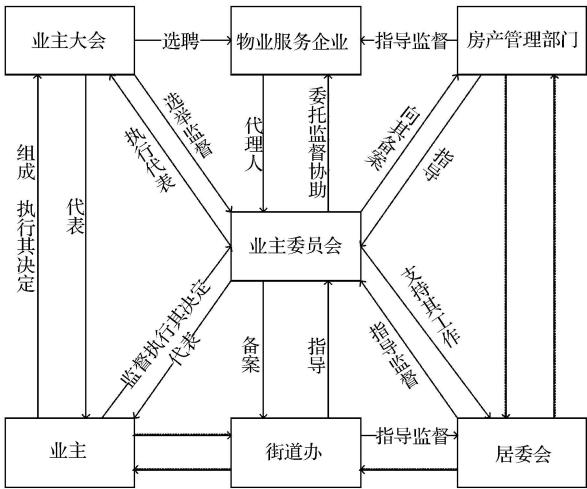 业主大会
选聘
物业服务企业
指导监督
房产管理部门
选举监督
执行代表
代理人
委托监督协助
向其备案
指导
组成 执行其决定
代表
业主委员会
监督执行其决定
代表
备案
指导
支持其工作
指导监督
业主
街道办
指导监督
居委会